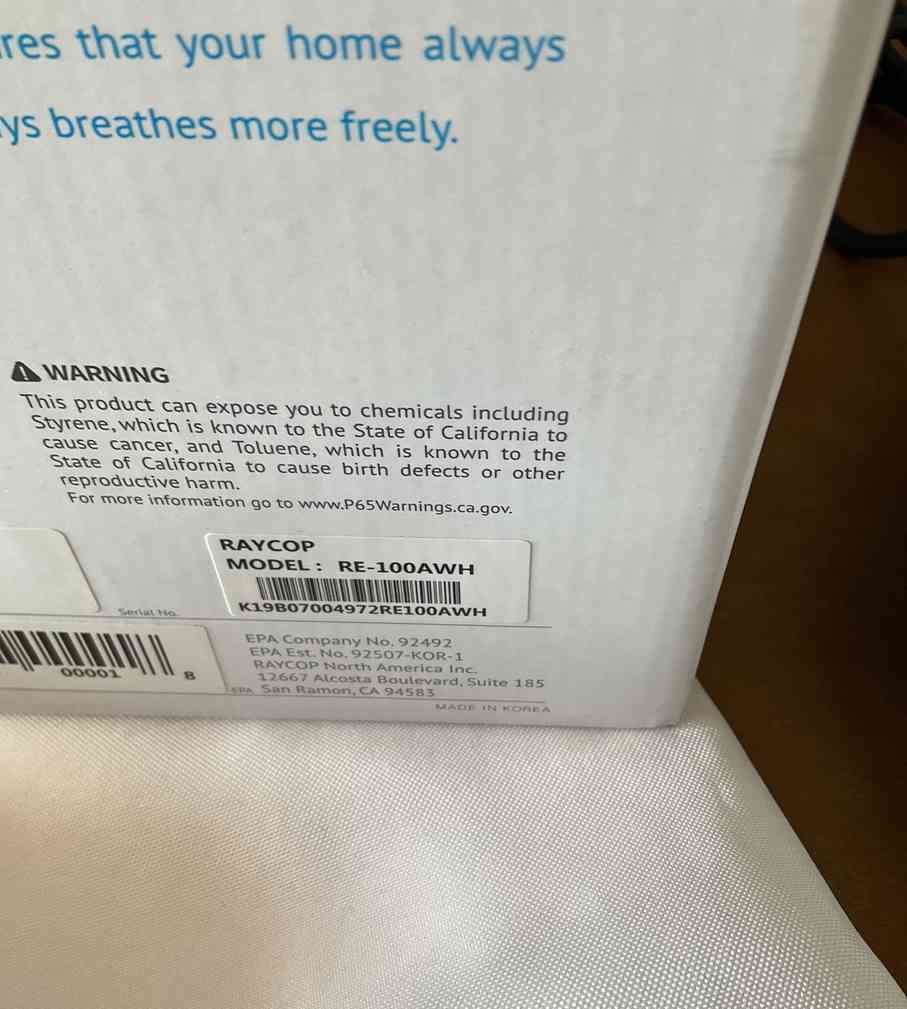 res that your home always
ys breathes more freely.
WARNING
This product can expose you to chemicals including
Styrene, which is known to the State of California to
cause cancer, and Toluene, which is known to the
State of California to cause birth defects or other
reproductive harm.
For more information go to www.P65Warnings.ca.gov.
RAYCOP
MODEL : RE-100AWH
K19B07004972RE100AWH
Serial No.
00001 8
EPA Company No. 92492
EPA Est. No. 92507-KOR-1
RAYCOP North America Inc.
12667 Alcosta Boulevard, Suite 185
EPA San Ramon, CA 94583
MADE IN KOREA